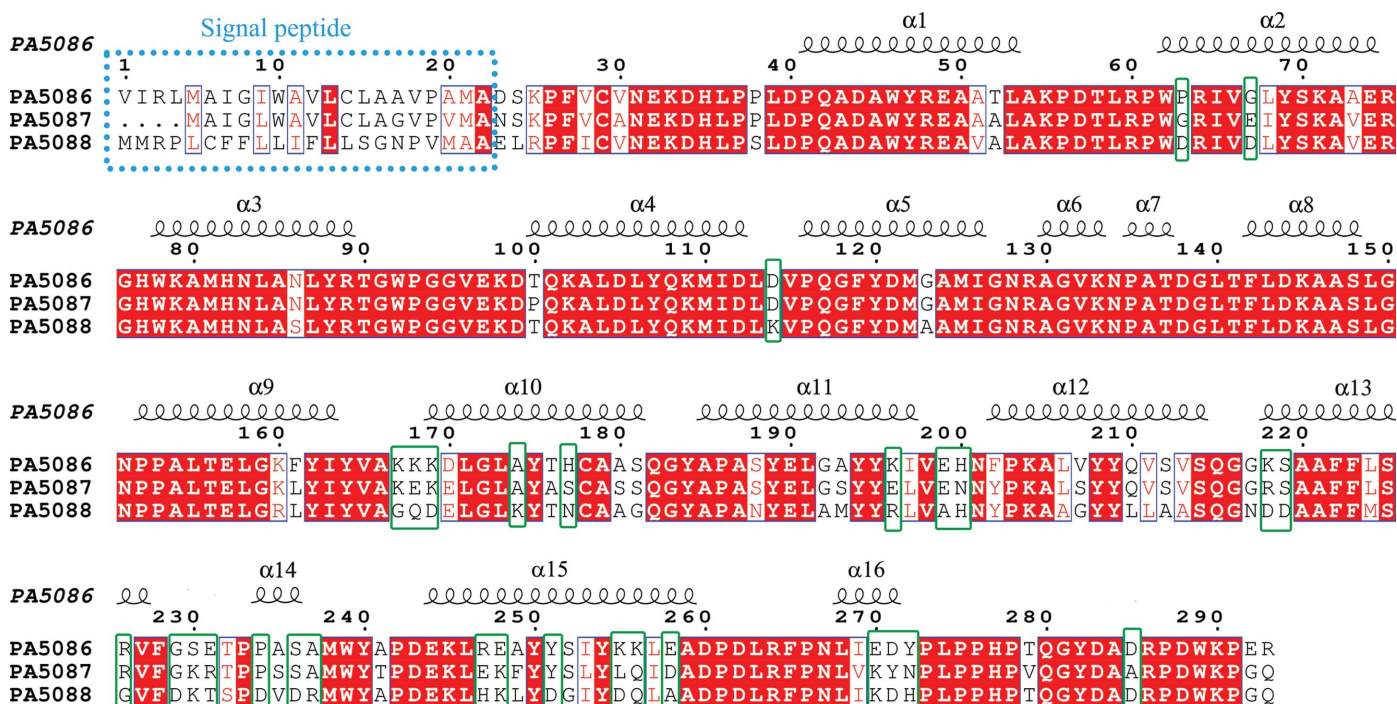 Signal peptide
α1 α2
PA5086
1 10 20 30 40 50 60 70
PA5086 VIRLMAIGIWAVLCLAAVPAMADSKPFVCVNEKDHLPPLDPQADAWYREAATLAKPDTLRPWPRIVGLYSKAAER
PA5087 ....MAIGLWAVLCLAGVPVMANSKPFVCANEKDHLPPLDPQADAWYREAAALAKPDTLRPWGRIVEIYSKAVER
PA5088 MMRPLCFFLLIFLLSGNPVMAAELRPFICVNEKDHLPSLDPQADAWYREAVALAKPDTLRPWDRIVDLYSKAVER
α3 α4 α5 α6 α7 α8
PA5086
80 90 100 110 120 130 140 150
PA5086 GHWKAMHNLANLYRTGWPGGVEKDTQKALDLYQKMIDLDVPQGFYDMGAMIGNRAGVKNPATDGLTFLDKAASLG
PA5087 GHWKAMHNLANLYRTGWPGGVEKDPQKALDLYQKMIDLDVPQGFYDMGAMIGNRAGVKNPATDGLTFLDKAASLG
PA5088 GHWKAMHNLASLYRTGWPGGVEKDTQKALDLYQKMIDLKVPQGFYDMAAMIGNRAGVKNPATDGLTFLDKAASLG
α9 α10 α11 α12 α13
PA5086
160 170 180 190 200 210 220
PA5086 NPPALTELGKFYIYVAKKKDLGLAYTHCAASQGYAPASYELGAYYKIVEHNFPKALVYYQVSVSQGGKSAAFFLS
PA5087 NPPALTELGKLYIYVAKEKELGLAYASCASSQGYAPASYELGSYYELVENNYPKALSYYQVSVSQGGRSAAFFLS
PA5088 NPPALTELGRLYIYVAGQDELGLKYTNCAAGQGYAPANYELAMYYRLVAHNYPKAAGYYLLAASQGNDDAAFFMS
α14 α15 α16
PA5086
230 240 250 260 270 280 290
PA5086 RVFGSETPPASAMWYAPDEKLREAYYSIYKKLEADPDLRFPNLIEDYPLPPHPTQGYDADRPDWKPER
PA5087 RVFGKRTPPSSAMWYTPDEKLEKAYYSLYLQIDADPDLRFPNLVKYNPLPPHPVQGYDAARPDWKPGQ
PA5088 GVFDKTSPDVDRMWYAPDEKLHKLYDGIYDQLAADPDLRFPNLIKDHPLPPHPTQGYDADRPDWKPGQ